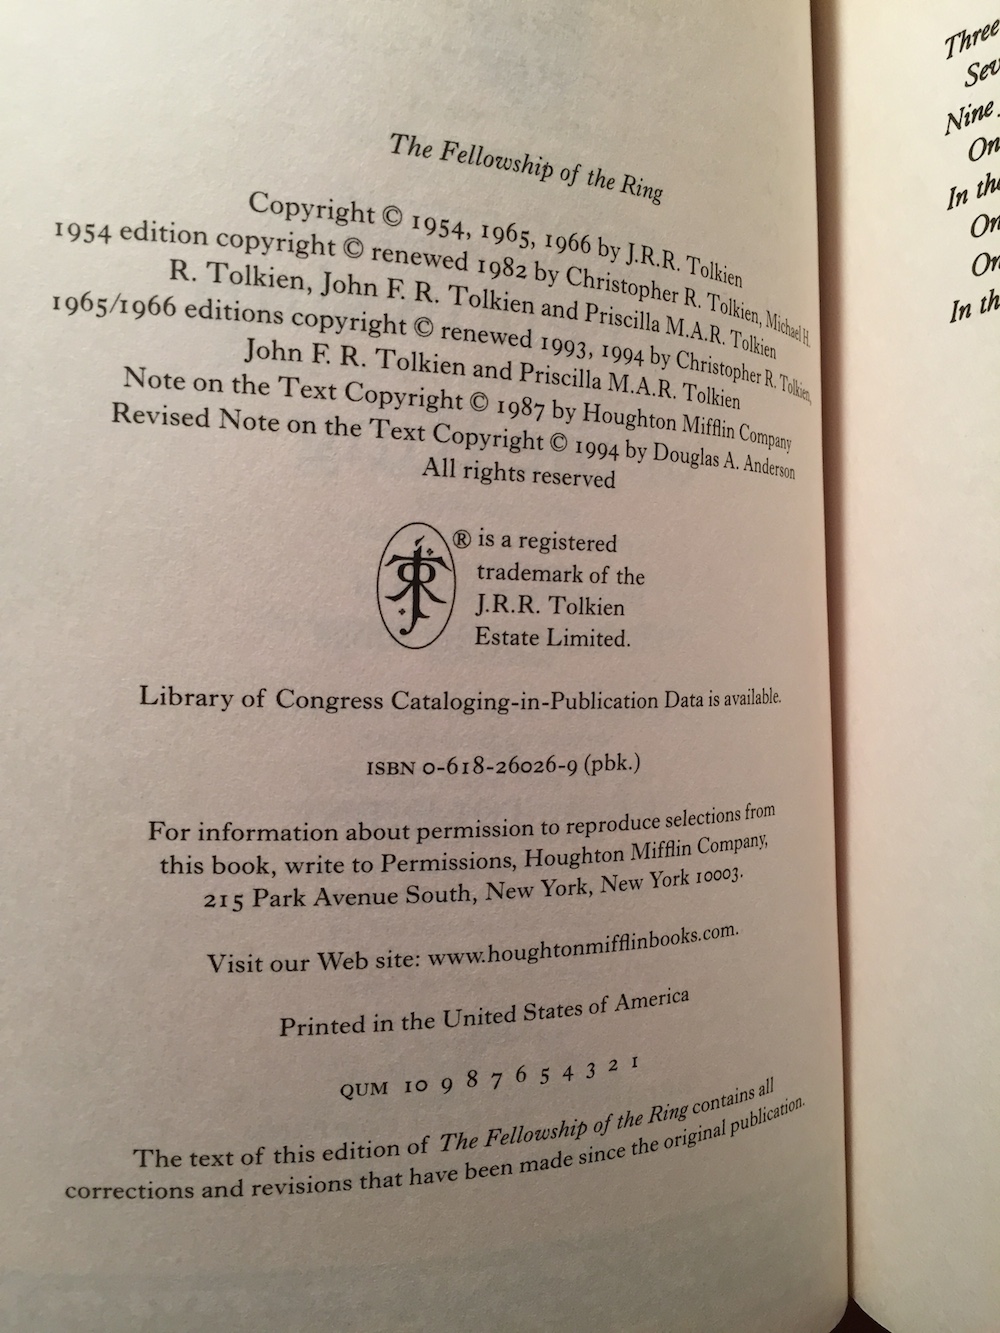 The Fellowship of the Ring
Copyright © 1954, 1965, 1966 by J.R.R. Tolkien
1954 edition copyright © renewed 1982 by Christopher R. Tolkien, Michael H.
R. Tolkien, John F. R. Tolkien and Priscilla M.A.R. Tolkien
1965/1966 editions copyright © renewed 1993, 1994 by Christopher R. Tolkien,
John F. R. Tolkien and Priscilla M.A.R. Tolkien
Note on the Text Copyright © 1987 by Houghton Mifflin Company
Revised Note on the Text Copyright © 1994 by Douglas A. Anderson
All rights reserved
® is a registered
trademark of the
J.R.R. Tolkien
Estate Limited.
Library of Congress Cataloging-in-Publication Data is available.
ISBN 0-618-26026-9 (pbk.)
For information about permission to reproduce selections from
this book, write to Permissions, Houghton Mifflin Company,
215 Park Avenue South, New York, New York 10003.
Visit our Web site: www.houghtonmifflinbooks.com.
Printed in the United States of America
QUM 10 9 8 7 6 5 4 3 2 1
The text of this edition of The Fellowship of the Ring contains all
corrections and revisions that have been made since the original publication.
Three
Nine
In
In